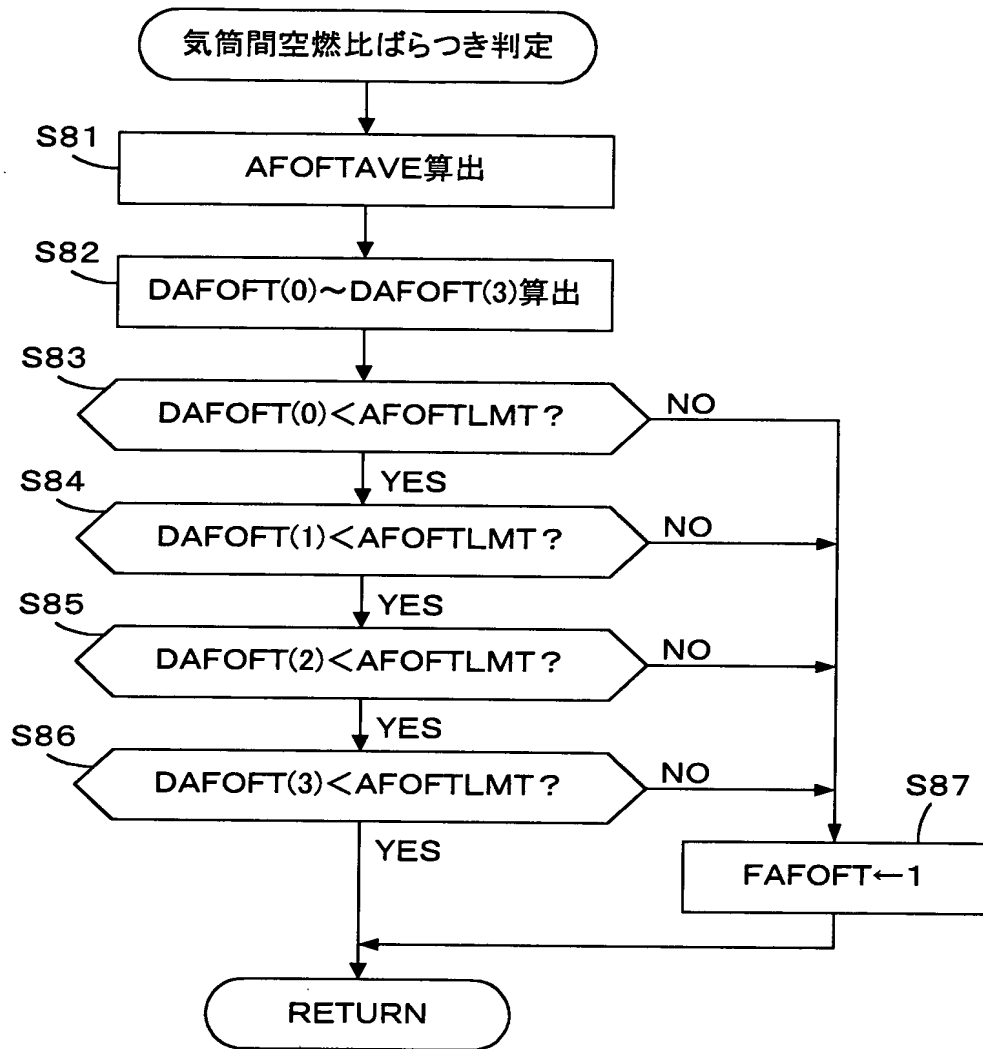 気筒間空燃比ばらつき判定
S81
AFOFTAVE算出
S82
DAFOFT(0)～DAFOFT(3)算出
S83
DAFOFT(0)＜AFOFTLMT？
NO
YES
S84
DAFOFT(1)＜AFOFTLMT？
NO
YES
S85
DAFOFT(2)＜AFOFTLMT？
NO
YES
S86
DAFOFT(3)＜AFOFTLMT？
NO
YES
S87
FAFOFT←1
RETURN